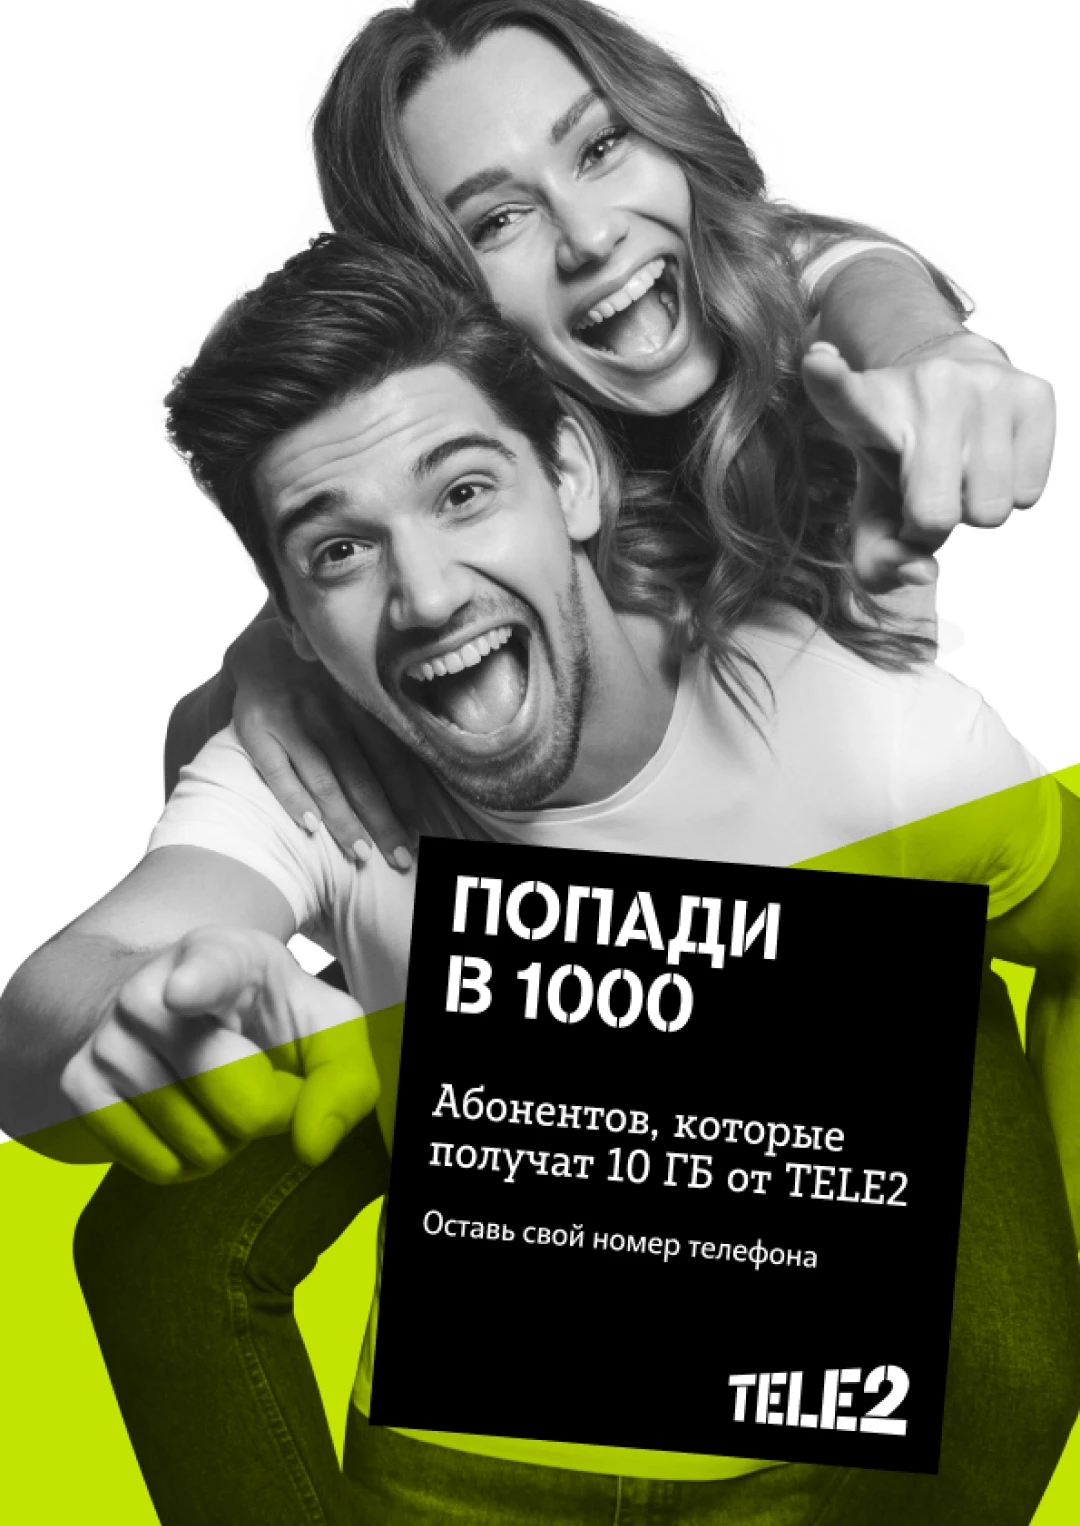 ПОПАДИ
В 1000
Абонентов, которые
получат 10 ГБ от TELE2
Оставь свой номер телефона
TELE2